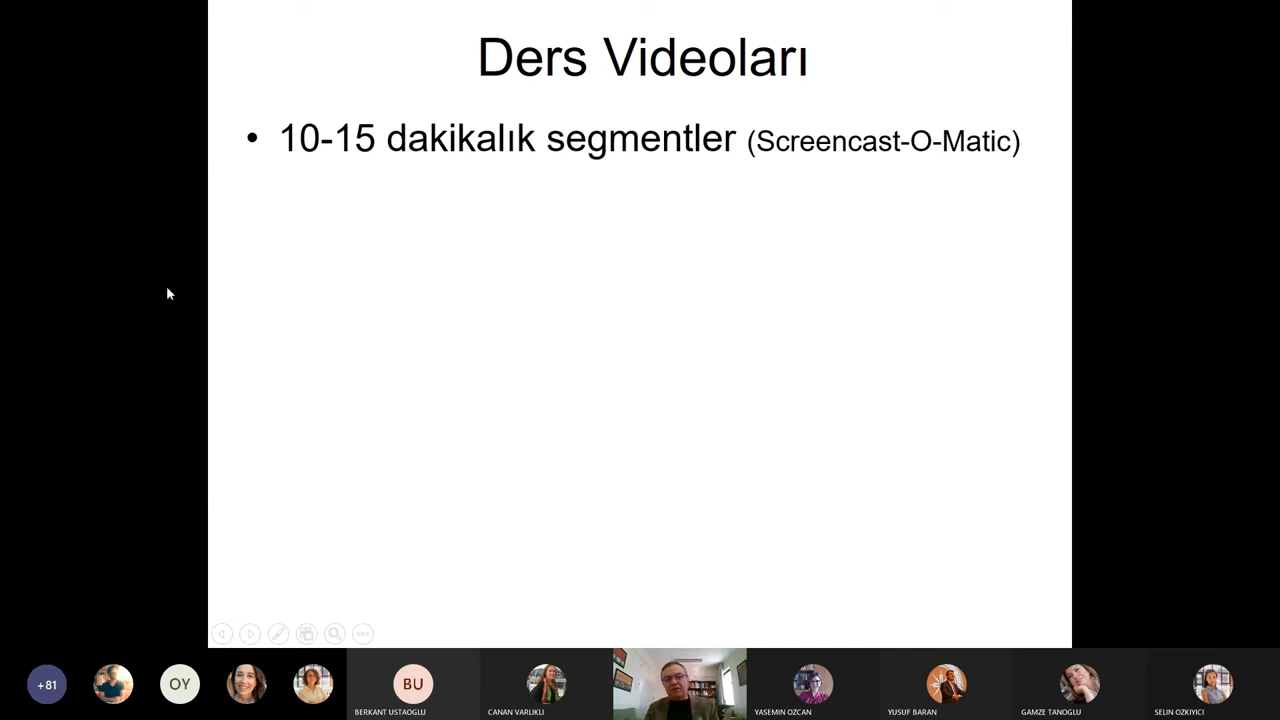 Ders Videoları
• 10-15 dakikalık segmentler (Screencast-O-Matic)
+81
OY
BU
BERKANT USTAOGLU
CANAN VARLIKLI
YASEMIN OZCAN
YUSUF BARAN
GAMZE TANOGLU
SELIN OZKIYICI